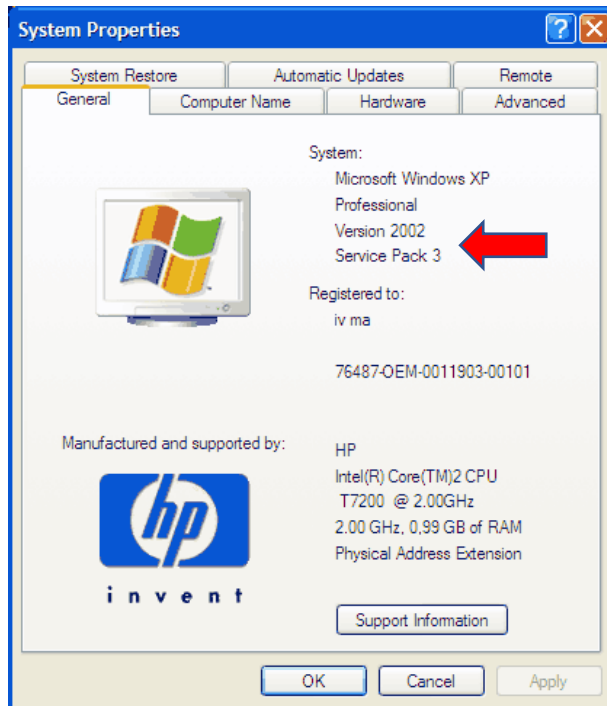 System Properties
System Restore
Automatic Updates
Remote
General
Computer Name
Hardware
Advanced
System:
Microsoft Windows XP
Professional
Version 2002
Service Pack 3
Registered to:
iv ma
76487-OEM-0011903-00101
Manufactured and supported by:
HP
Intel(R) Core(TM)2 CPU
T7200 @ 2.00GHz
2.00 GHz, 0,99 GB of RAM
Physical Address Extension
hp
invent
Support Information
OK
Cancel
Apply